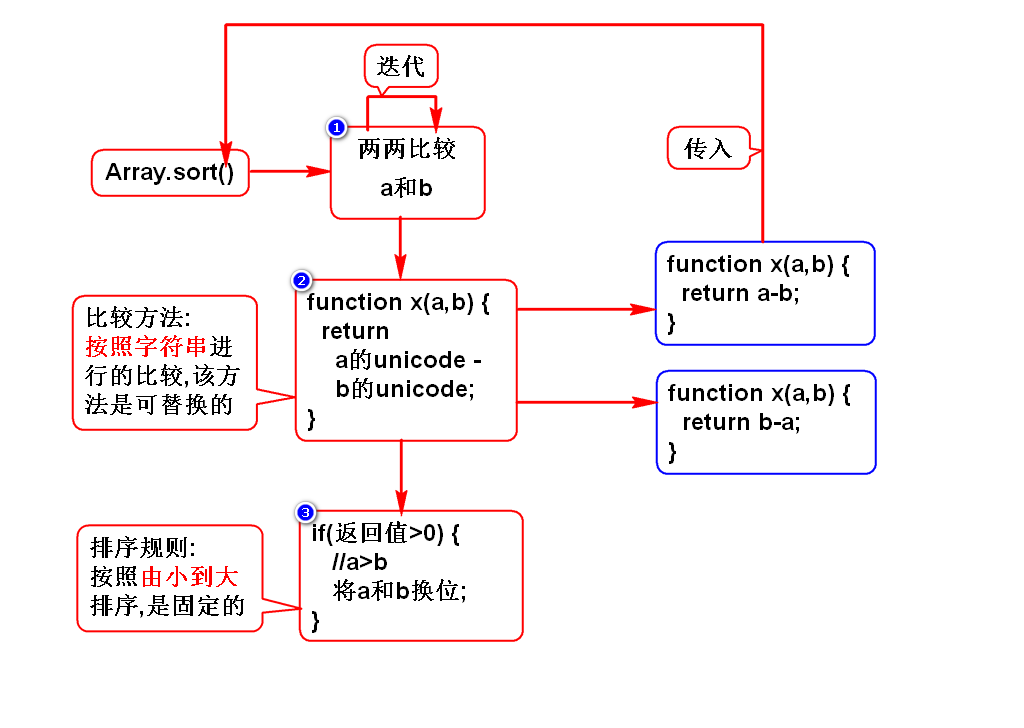 迭代
1
两两比较
a和b
Array.sort()
传入
2
function x(a,b) {
return
a的unicode -
b的unicode;
}
比较方法:
按照字符串进
行的比较,该方
法是可替换的
function x(a,b) {
return a-b;
}
function x(a,b) {
return b-a;
}
3
if(返回值>0) {
//a>b
将a和b换位;
}
排序规则:
按照由小到大
排序,是固定的